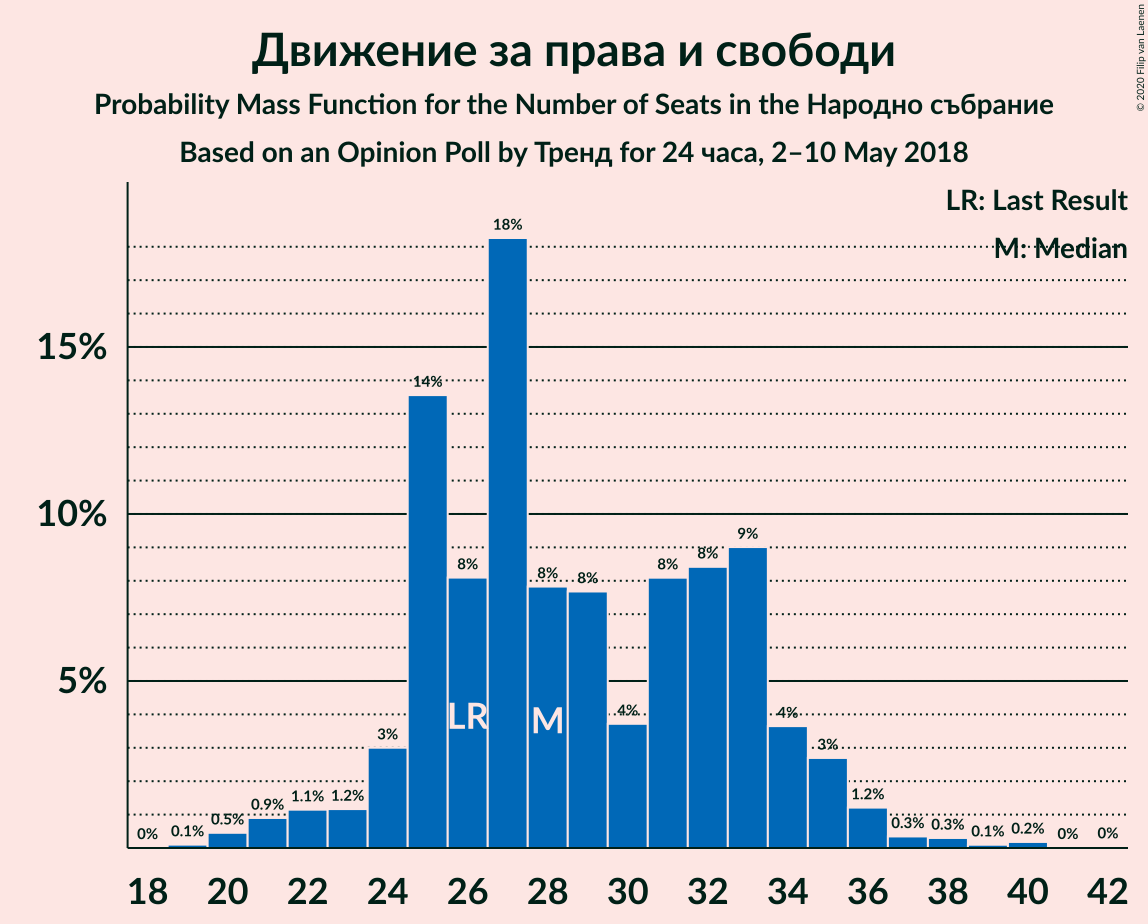 Движение за права и свободи
Probability Mass Function for the Number of Seats in the Народно събрание
Based on an Opinion Poll by Тренд for 24 часа, 2–10 May 2018
© 2020 Filip van Laenen
LR: Last Result
M: Median
15%
10%
5%
0% 0.1% 0.5% 0.9% 1.1% 1.2% 3% 14% 8% 18% 8% 8% 4% 8% 8% 9% 4% 3% 1.2% 0.3% 0.3% 0.1% 0.2% 0% 0%
LR M
18 20 22 24 26 28 30 32 34 36 38 40 42